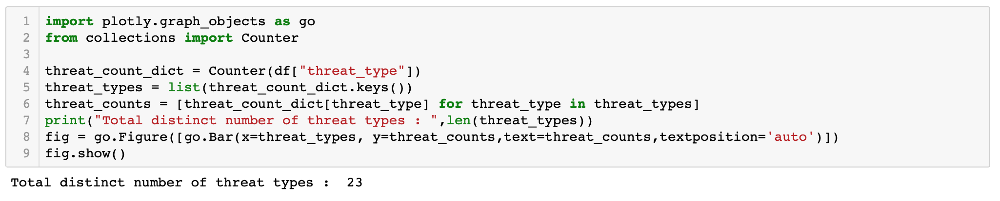 1 import plotly.graph_objects as go
2 from collections import Counter
3
4 threat_count_dict = Counter(df["threat_type"])
5 threat_types = list(threat_count_dict.keys())
6 threat_counts = [threat_count_dict[threat_type] for threat_type in threat_types]
7 print("Total distinct number of threat types : ",len(threat_types))
8 fig = go.Figure([go.Bar(x=threat_types, y=threat_counts,text=threat_counts,textposition='auto')])
9 fig.show()
Total distinct number of threat types :  23